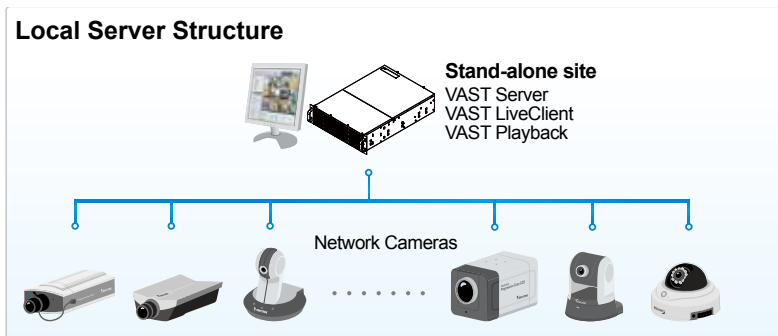 Local Server Structure
Stand-alone site
VAST Server
VAST LiveClient
VAST Playback
Network Cameras